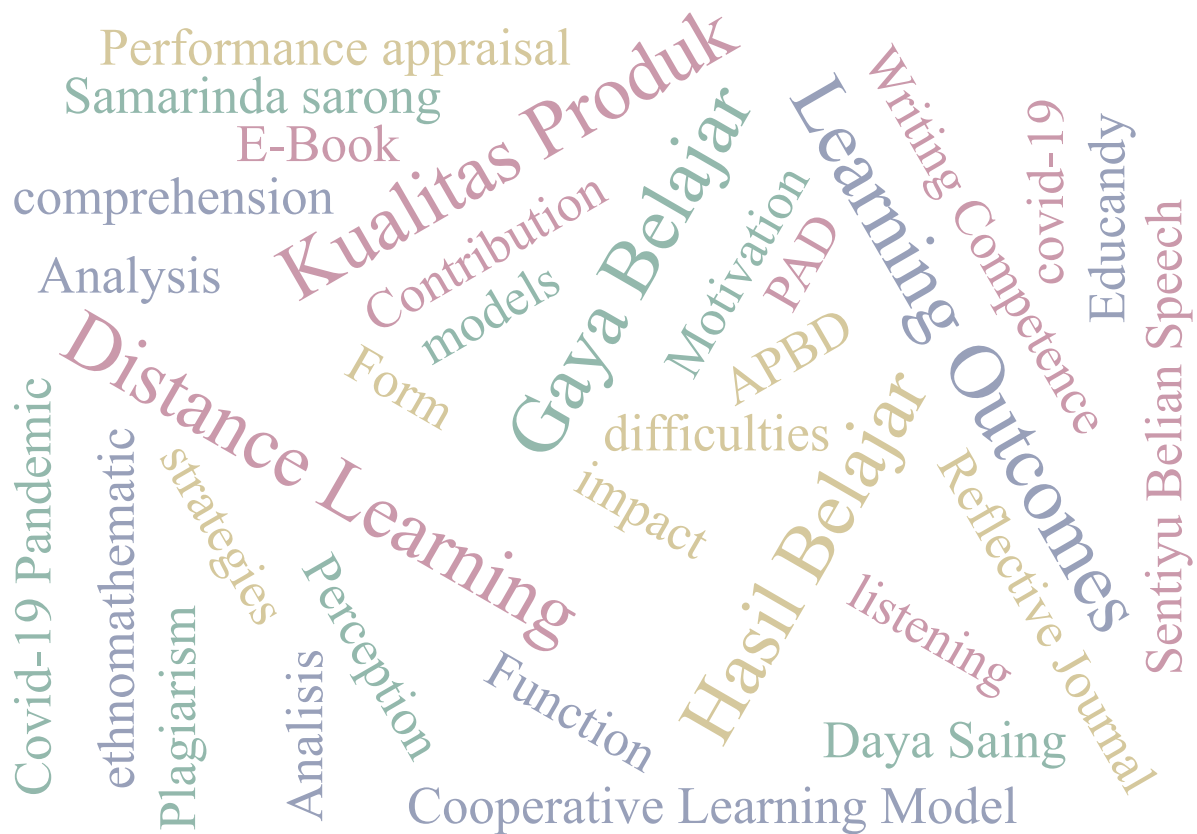 Performance appraisal
Samarinda sarong
E-Book
comprehension
Analysis
Kualitas Produk
Contribution
models
Gaya Belajar
Motivation
PAD
APBD
Learning Outcomes
Writing Competence
covid-19
Educandy
Sentiyu Belian Speech
Form
difficulties
impact
Distance Learning
Hasil Belajar
Reflective Journal
listening
Covid-19 Pandemic
ethnomathematic
strategies
Plagiarism
Perception
Analisis
Function
Daya Saing
Cooperative Learning Model